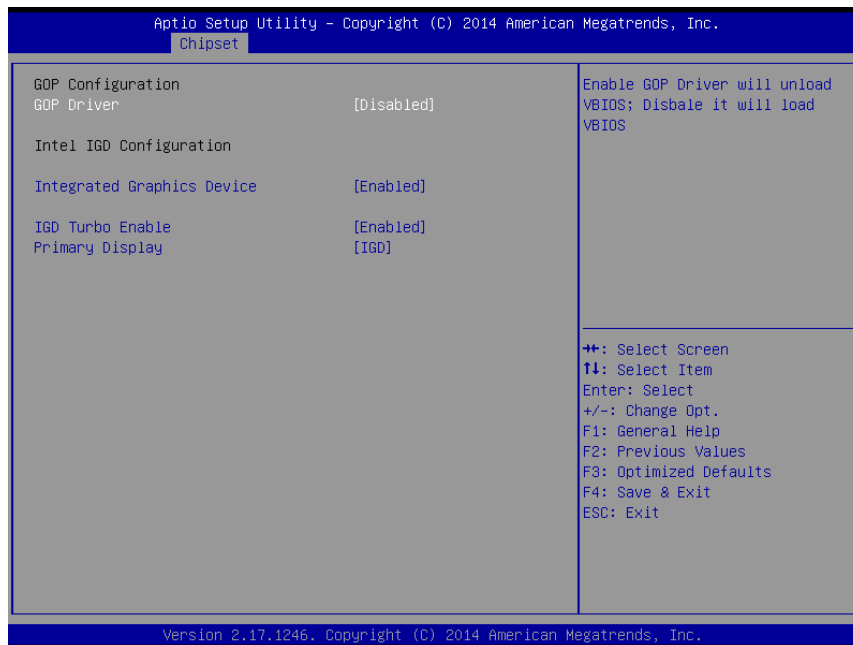 Aptio Setup Utility – Copyright (C) 2014 American Megatrends, Inc.
Chipset
GOP Configuration
GOP Driver [Disabled]
Intel IGD Configuration
Integrated Graphics Device [Enabled]
IGD Turbo Enable [Enabled]
Primary Display [IGD]
Enable GOP Driver will unload
VBIOS; Disbale it will load
VBIOS
→←: Select Screen
↑↓: Select Item
Enter: Select
+/-: Change Opt.
F1: General Help
F2: Previous Values
F3: Optimized Defaults
F4: Save & Exit
ESC: Exit
Version 2.17.1246. Copyright (C) 2014 American Megatrends, Inc.